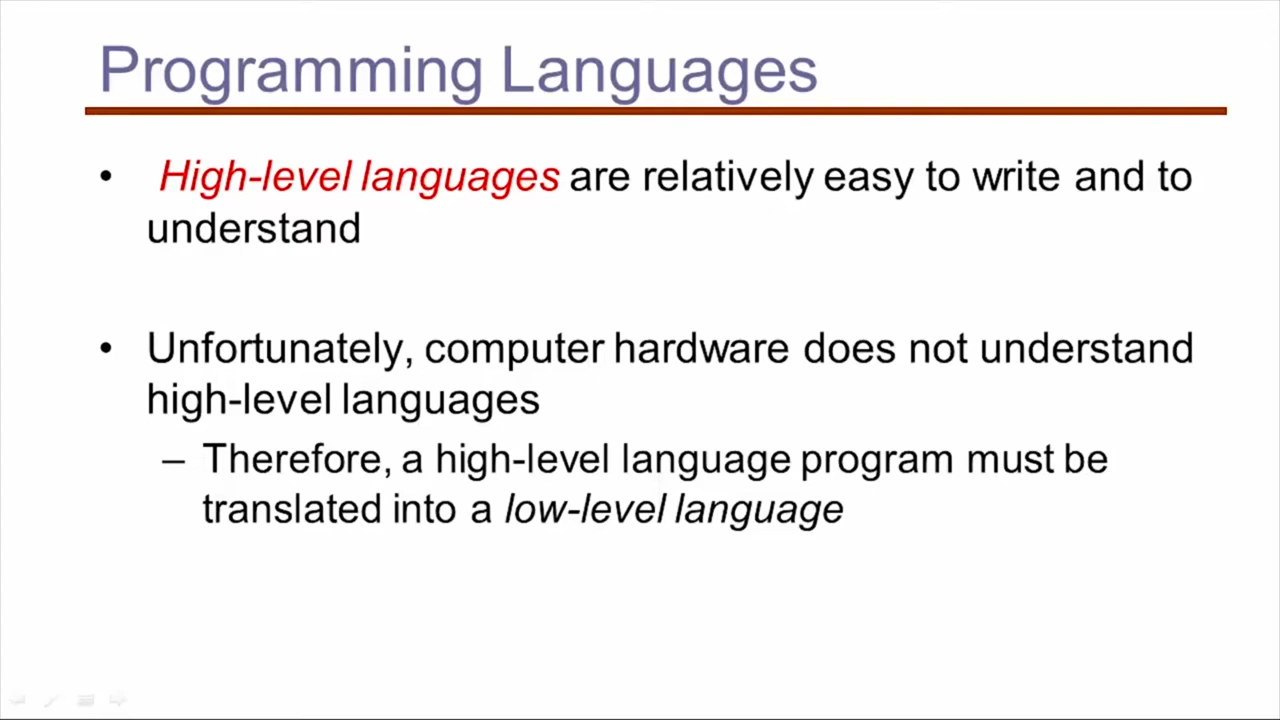 Programming Languages
• High-level languages are relatively easy to write and to
understand
• Unfortunately, computer hardware does not understand
high-level languages
– Therefore, a high-level language program must be
translated into a low-level language